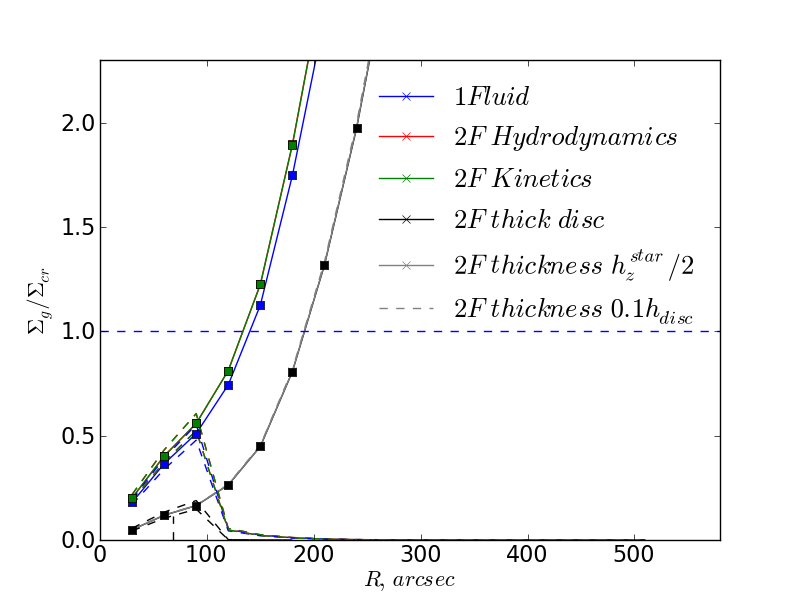 2.0
1.5
1.0
0.5
0.0
Σg/Σcr
0 100 200 300 400 500
R, arcsec
1Fluid
2F Hydrodynamics
2F Kinetics
2F thick disc
2F thickness h_z^star/2
2F thickness 0.1h_disc